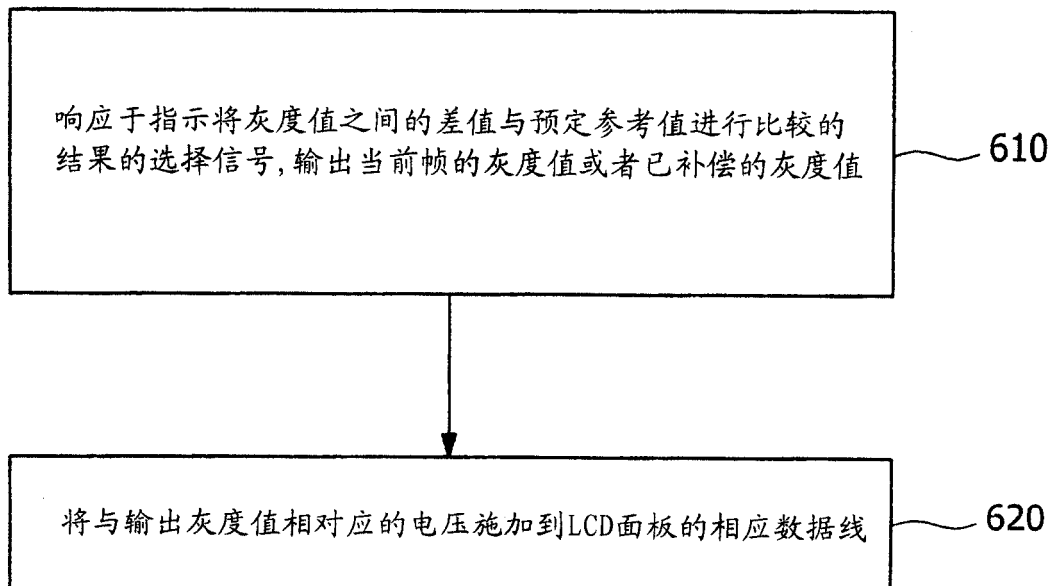 响应于指示将灰度值之间的差值与预定参考值进行比较的
结果的选择信号,输出当前帧的灰度值或者已补偿的灰度值
610
将与输出灰度值相对应的电压施加到LCD面板的相应数据线
620